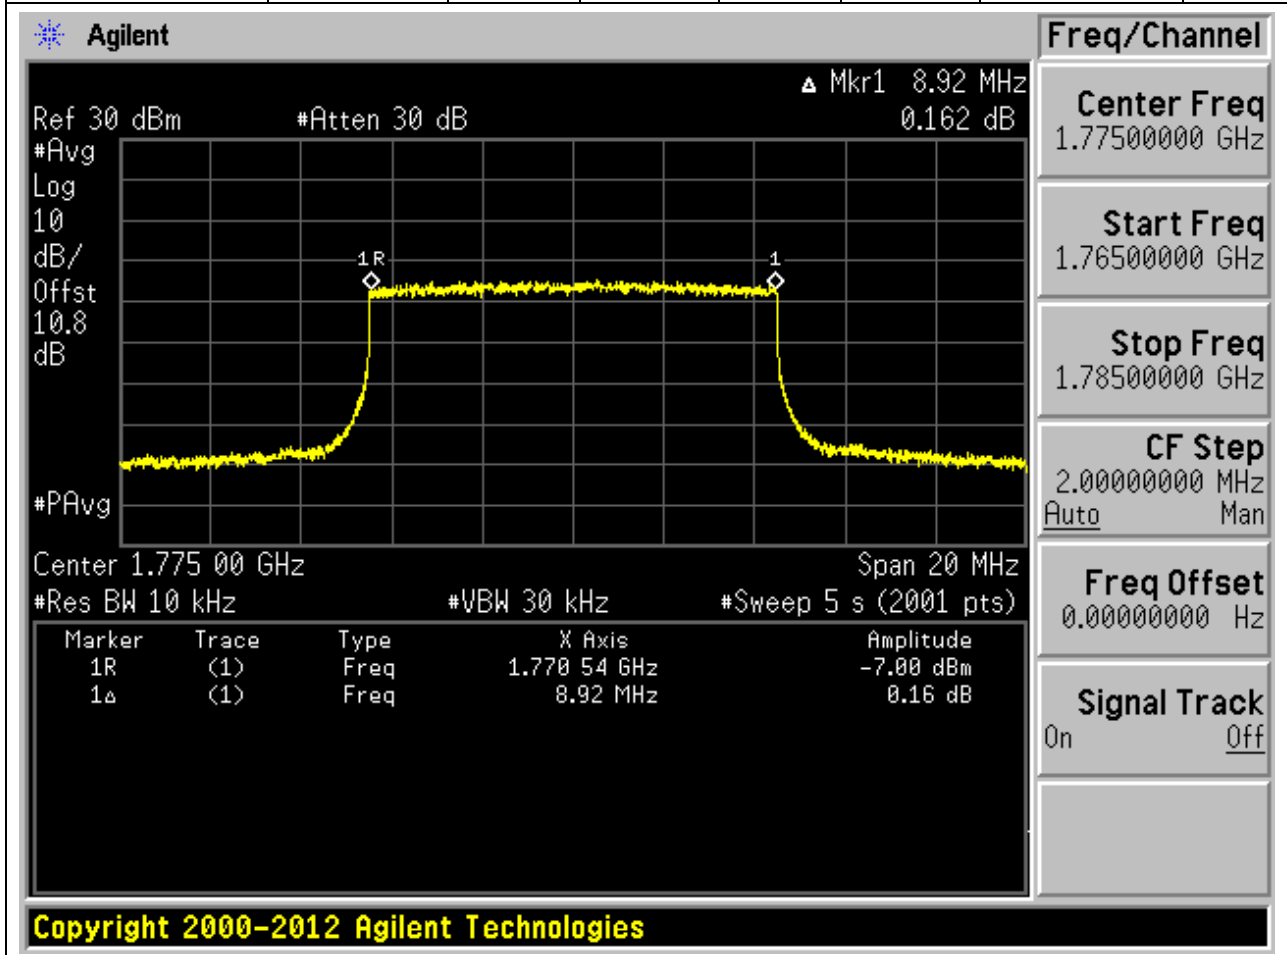 Agilent
Freq/Channel
▵ Mkr1 8.92 MHz
Ref 30 dBm #Atten 30 dB 0.162 dB
#Avg
Log
10
dB/
Offst
10.8
dB
1R 1
#PAvg
Center 1.775 00 GHz Span 20 MHz
#Res BW 10 kHz #VBW 30 kHz #Sweep 5 s (2001 pts)
Marker Trace Type X Axis Amplitude
1R (1) Freq 1.770 54 GHz -7.00 dBm
1▵ (1) Freq 8.92 MHz 0.16 dB
Center Freq
1.77500000 GHz
Start Freq
1.76500000 GHz
Stop Freq
1.78500000 GHz
CF Step
2.00000000 MHz
Auto Man
Freq Offset
0.00000000 Hz
Signal Track
On Off
Copyright 2000-2012 Agilent Technologies